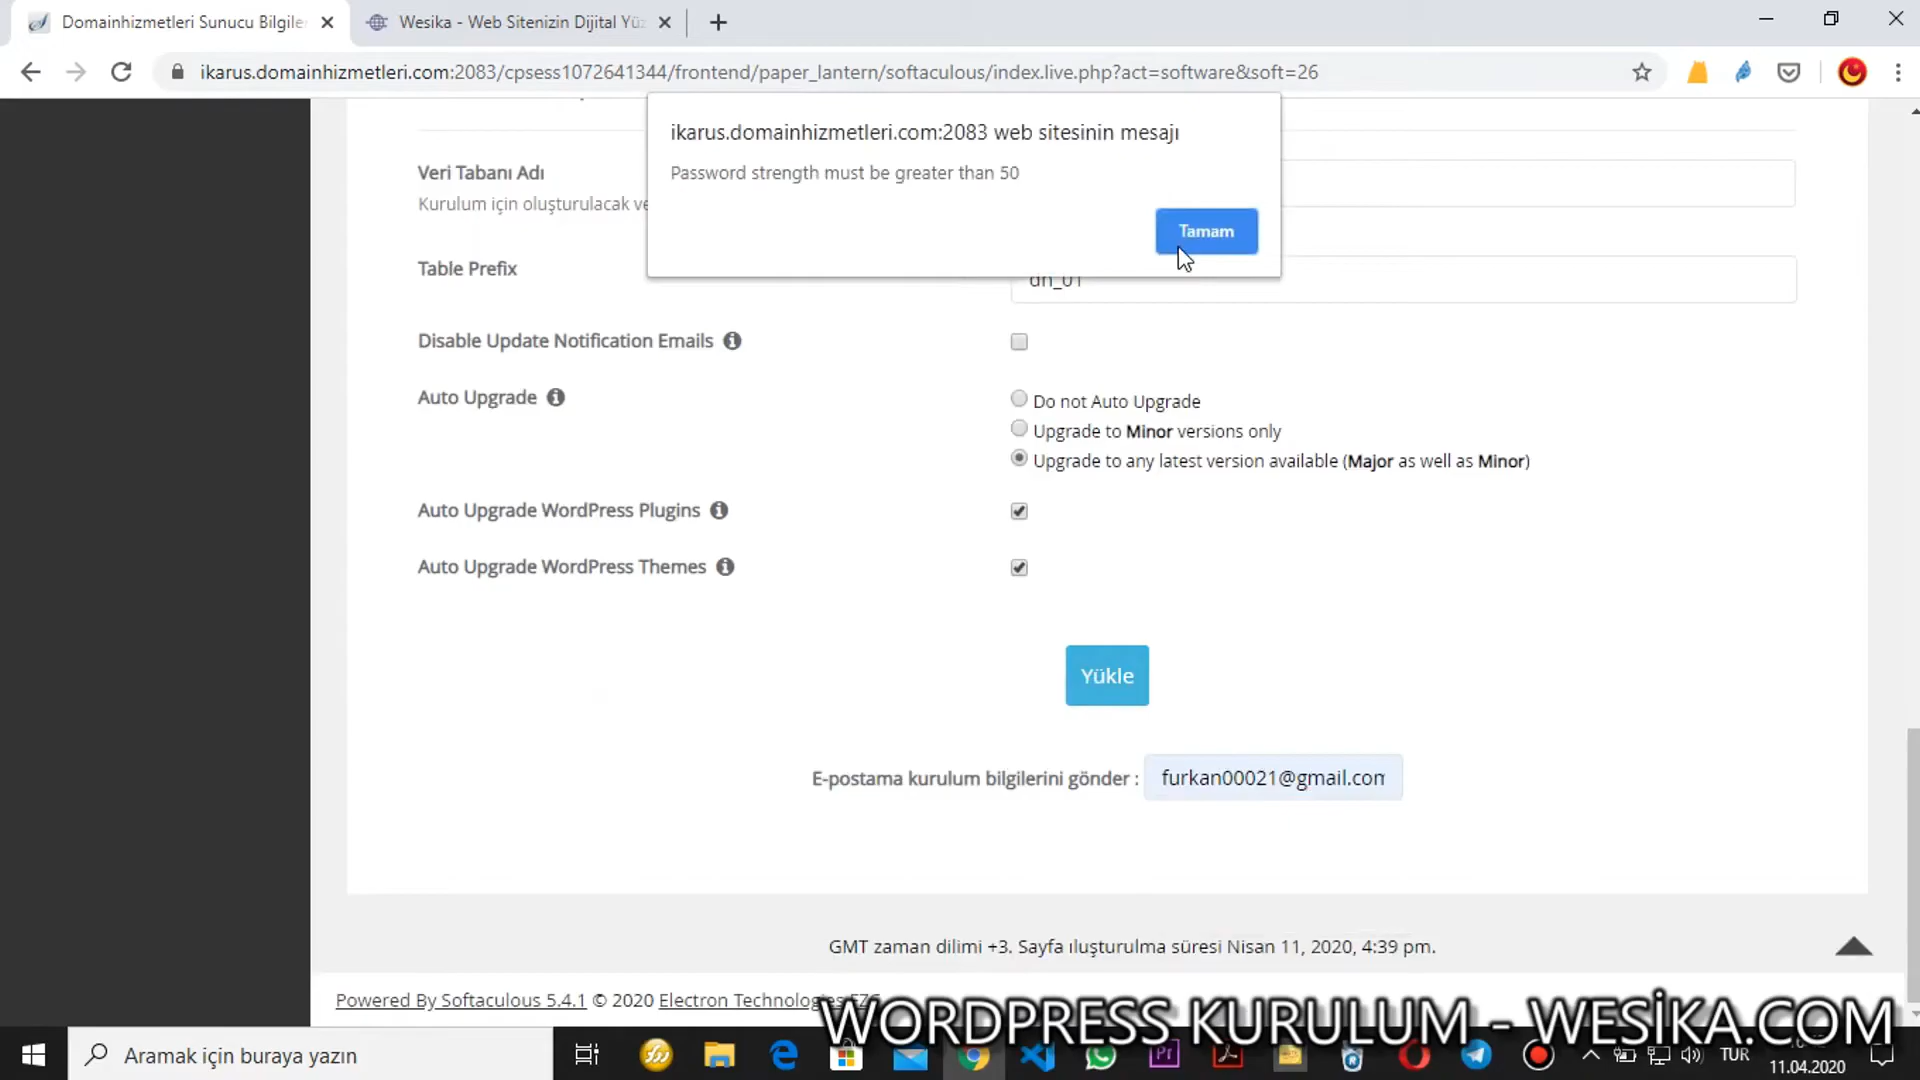 Domainhizmetleri Sunucu Bilgile
Wesika - Web Sitenizin Dijital Yü
ikarus.domainhizmetleri.com:2083/cpsess1072641344/frontend/paper_lantern/softaculous/index.live.php?act=software&soft=26
ikarus.domainhizmetleri.com:2083 web sitesinin mesajı
Password strength must be greater than 50
Tamam
Veri Tabanı Adı
Kurulum için oluşturulacak ve
Table Prefix
dn_01
Disable Update Notification Emails
Auto Upgrade
Do not Auto Upgrade
Upgrade to Minor versions only
Upgrade to any latest version available (Major as well as Minor)
Auto Upgrade WordPress Plugins
Auto Upgrade WordPress Themes
Yükle
E-postama kurulum bilgilerini gönder :
furkan00021@gmail.com
GMT zaman dilimi +3. Sayfa ıluşturulma süresi Nisan 11, 2020, 4:39 pm.
Powered By Softaculous 5.4.1 © 2020 Electron Technologies FZC
WORDPRESS KURULUM - WESİKA.COM
Aramak için buraya yazın
Pr
TUR
11.04.2020